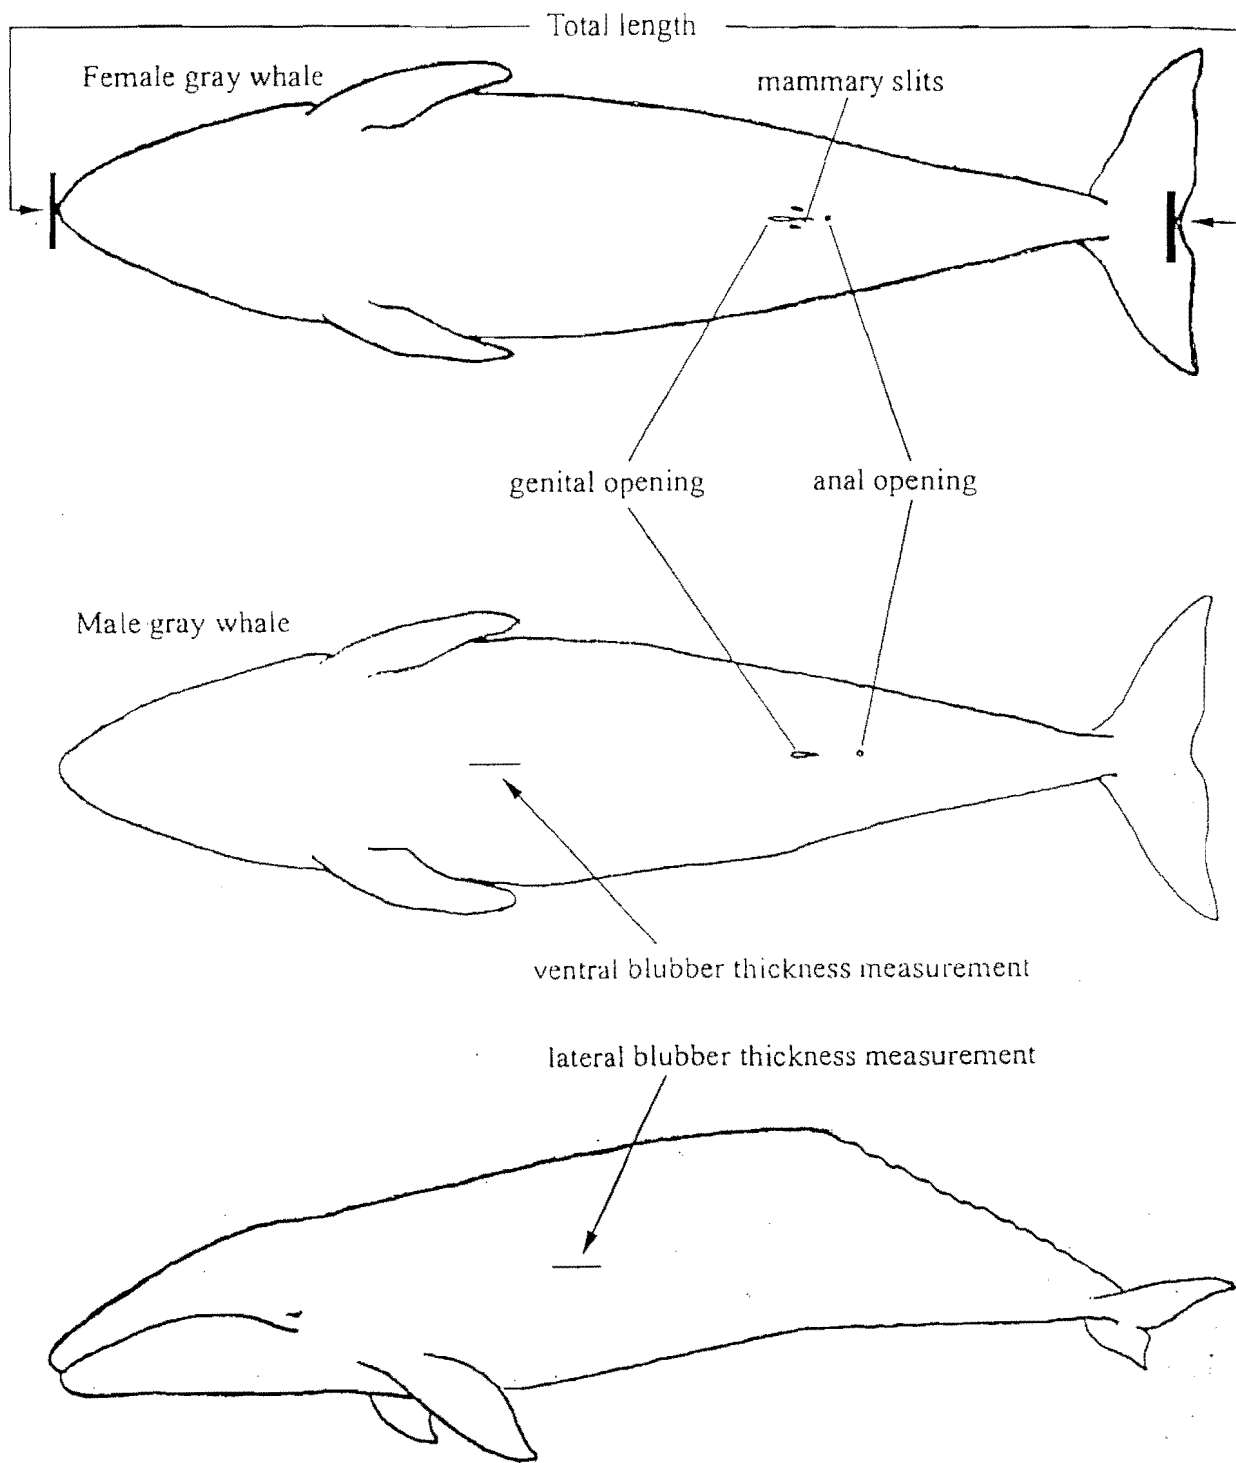 Total length
Female gray whale
mammary slits
genital opening
anal opening
Male gray whale
ventral blubber thickness measurement
lateral blubber thickness measurement